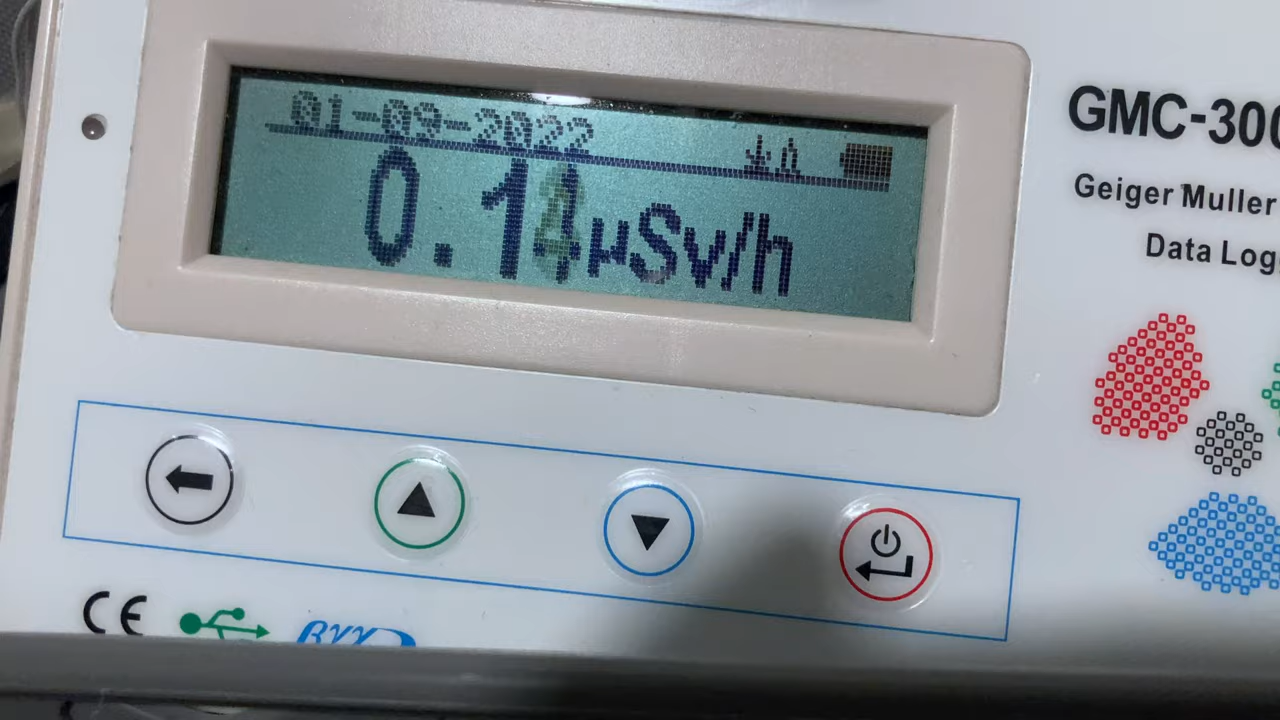 01-09-2022
0.14μSv/h
GMC-300
Geiger Muller
Data Log
CE